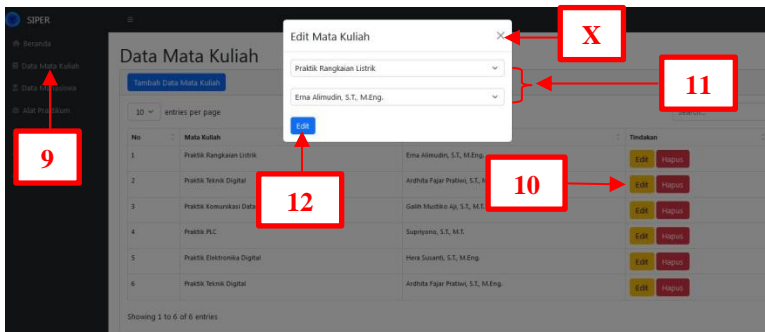 SIPER
Beranda
Data Mata Kuliah
Data Mahasiswa
Alat Praktikum
Data Mata Kuliah
Tambah Data Mata Kuliah
10 entries per page
Search...
Edit Mata Kuliah
X
Praktik Rangkaian Listrik
Erna Alimudin, S.T., M.Eng.
Edit
9
10
11
12
No Mata Kuliah Tindakan
1 Praktik Rangkaian Listrik Erna Alimudin, S.T., M.Eng. Edit Hapus
2 Praktik Teknik Digital Ardhita Fajar Pratiwi, S.T., Edit Hapus
3 Praktik Komunikasi Data Galih Mustiko Aji, S.T., M.T. Edit Hapus
4 Praktik PLC Supriyono, S.T., M.T. Edit Hapus
5 Praktik Elektronika Digital Hera Susanti, S.T., M.Eng. Edit Hapus
6 Praktik Teknik Digital Ardhita Fajar Pratiwi, S.T., M.Eng. Edit Hapus
Showing 1 to 6 of 6 entries